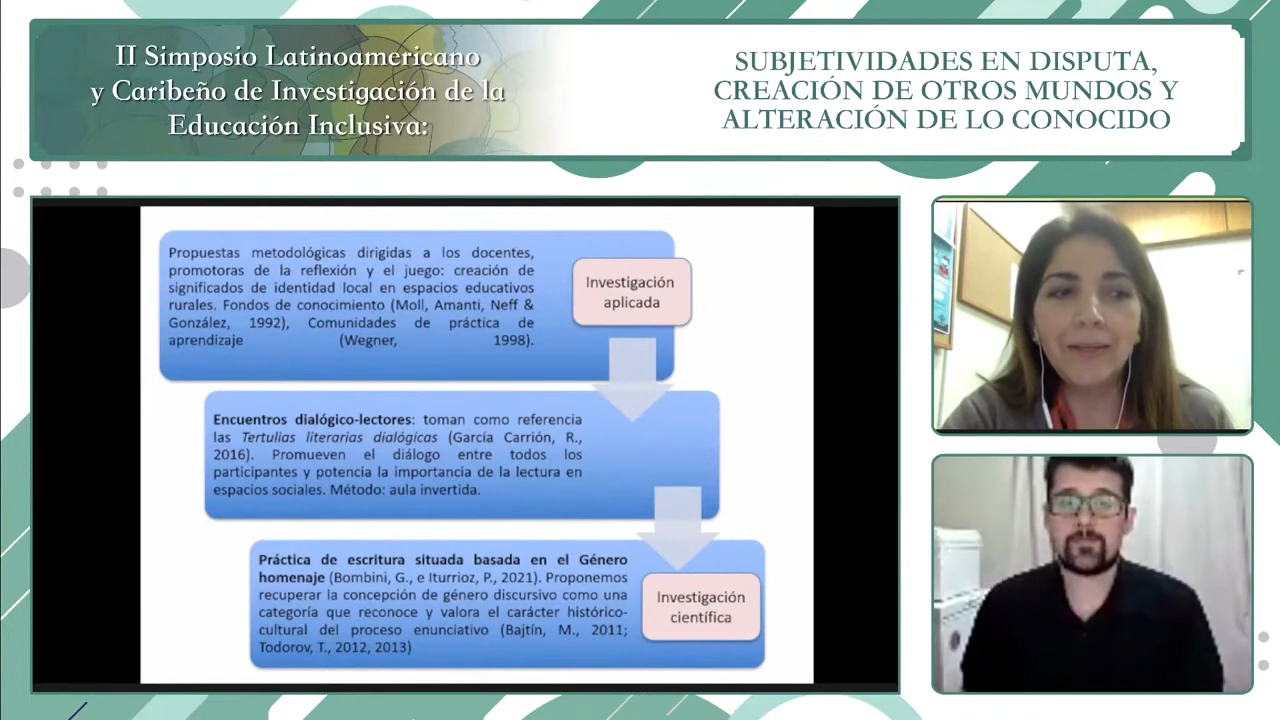 II Simposio Latinoamericano
y Caribeño de Investigación de la
Educación Inclusiva:
SUBJETIVIDADES EN DISPUTA,
CREACIÓN DE OTROS MUNDOS Y
ALTERACIÓN DE LO CONOCIDO
Propuestas metodológicas dirigidas a los docentes,
promotoras de la reflexión y el juego: creación de
significados de identidad local en espacios educativos
rurales. Fondos de conocimiento (Moll, Amanti, Neff &
González, 1992), Comunidades de práctica de
aprendizaje (Wegner, 1998).
Investigación
aplicada
Encuentros dialógico-lectores: toman como referencia
las Tertulias literarias dialógicas (García Carrión, R.,
2016). Promueven el diálogo entre todos los
participantes y potencia la importancia de la lectura en
espacios sociales. Método: aula invertida.
Práctica de escritura situada basada en el Género
homenaje (Bombini, G., e Iturrioz, P., 2021). Proponemos
recuperar la concepción de género discursivo como una
categoría que reconoce y valora el carácter histórico-
cultural del proceso enunciativo (Bajtín, M., 2011;
Todorov, T., 2012, 2013)
Investigación
científica